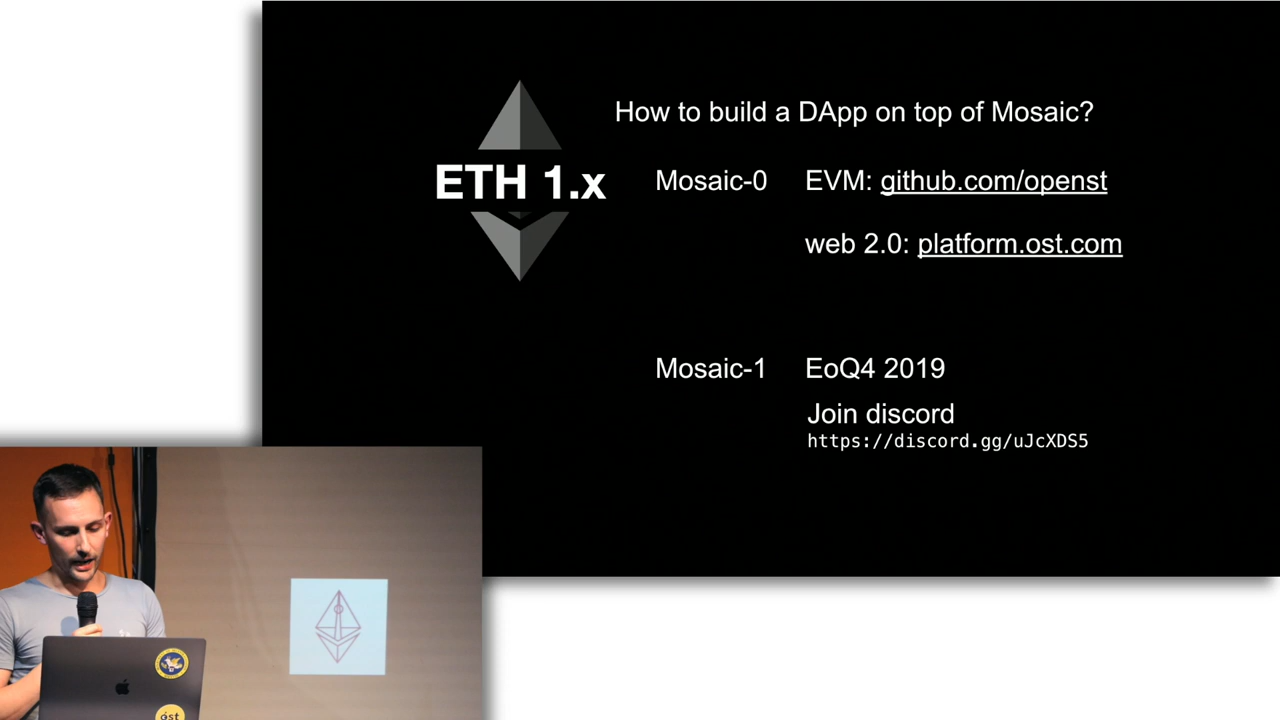 How to build a DApp on top of Mosaic?
ETH 1.x
Mosaic-0 EVM: github.com/openst
web 2.0: platform.ost.com
Mosaic-1 EoQ4 2019
Join discord
https://discord.gg/uJcXDS5
ost